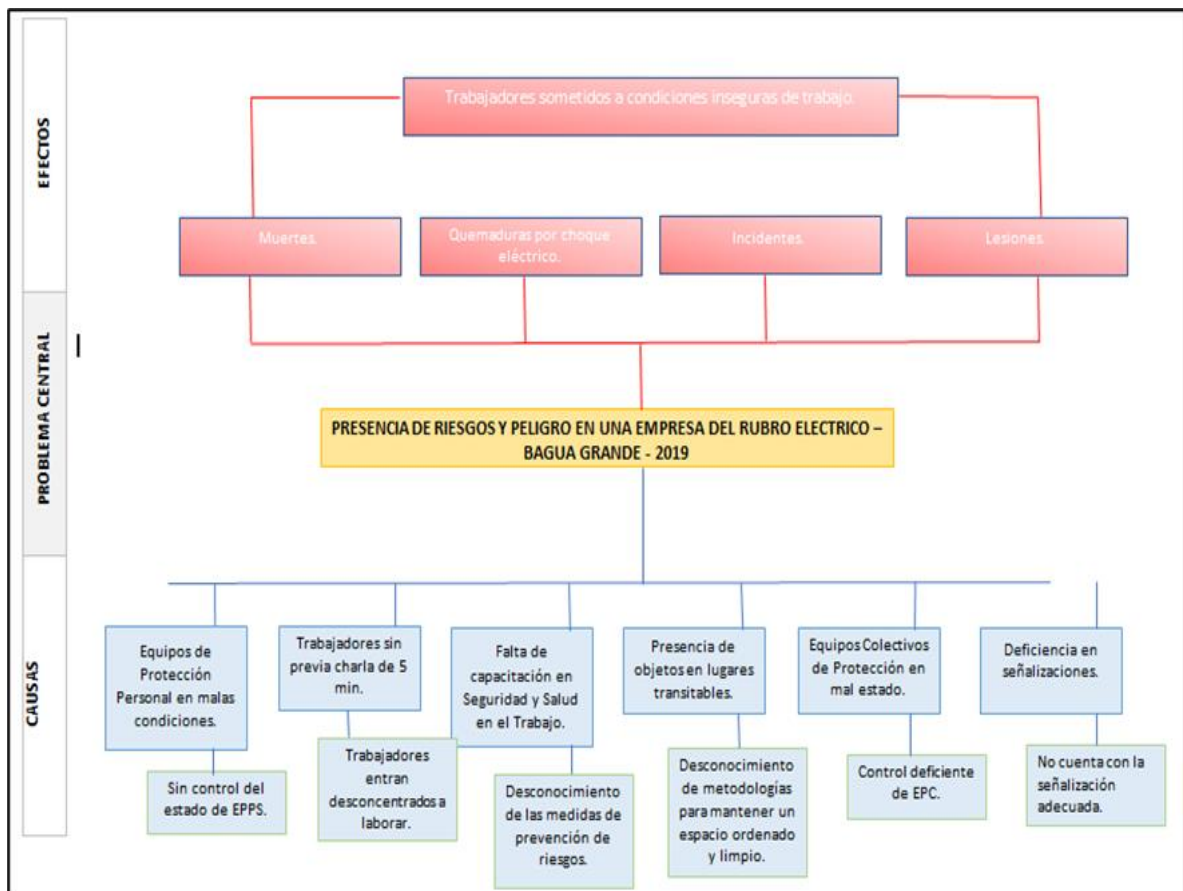 EFECTOS
Trabajadores sometidos a condiciones inseguras de trabajo.
Muertes.
Quemaduras por choque
eléctrico.
Incidentes.
Lesiones.
PROBLEMA CENTRAL
PRESENCIA DE RIESGOS Y PELIGRO EN UNA EMPRESA DEL RUBRO ELECTRICO –
BAGUA GRANDE - 2019
CAUSAS
Equipos de
Protección
Personal en malas
condiciones.
Trabajadores sin
previa charla de 5
min.
Falta de
capacitación en
Seguridad y Salud
en el Trabajo.
Presencia de
objetos en lugares
transitables.
Equipos Colectivos
de Protección en
mal estado.
Deficiencia en
señalizaciones.
Sin control del
estado de EPPS.
Trabajadores
entran
desconcentrados a
laborar.
Desconocimiento
de las medidas de
prevención de
riesgos.
Desconocimiento
de metodologías
para mantener un
espacio ordenado
y limpio.
Control deficiente
de EPC.
No cuenta con la
señalización
adecuada.